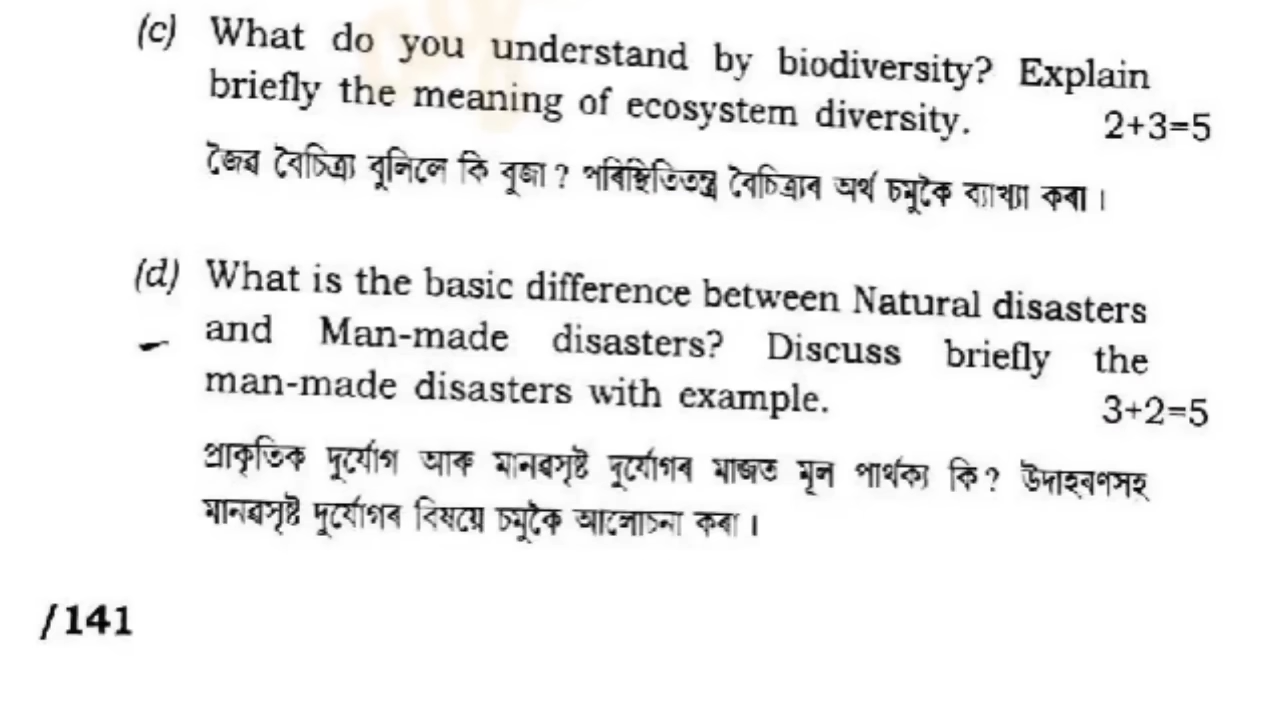 (c) What do you understand by biodiversity? Explain
briefly the meaning of ecosystem diversity. 2+3=5
জৈৱ বৈচিত্ৰ্য বুলিলে কি বুজা? পৰিস্থিতিতন্ত্ৰ বৈচিত্ৰ্যৰ অৰ্থ চমুকৈ ব্যাখ্যা কৰা।
(d) What is the basic difference between Natural disasters
and Man-made disasters? Discuss briefly the
man-made disasters with example. 3+2=5
প্ৰাকৃতিক দুৰ্যোগ আৰু মানৱসৃষ্ট দুৰ্যোগৰ মাজত মূল পাৰ্থক্য কি? উদাহৰণসহ
মানৱসৃষ্ট দুৰ্যোগৰ বিষয়ে চমুকৈ আলোচনা কৰা।
/141